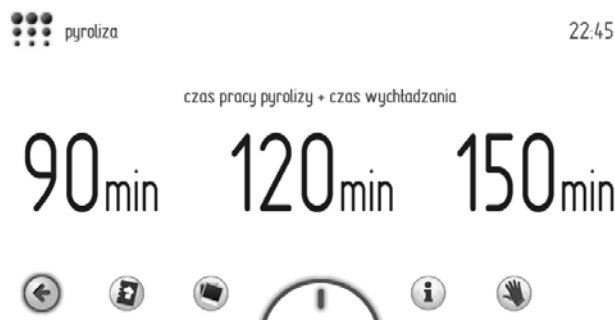 pyroliza 22:45
czas pracy pyrolizy + czas wychładzania
90min 120min 150min